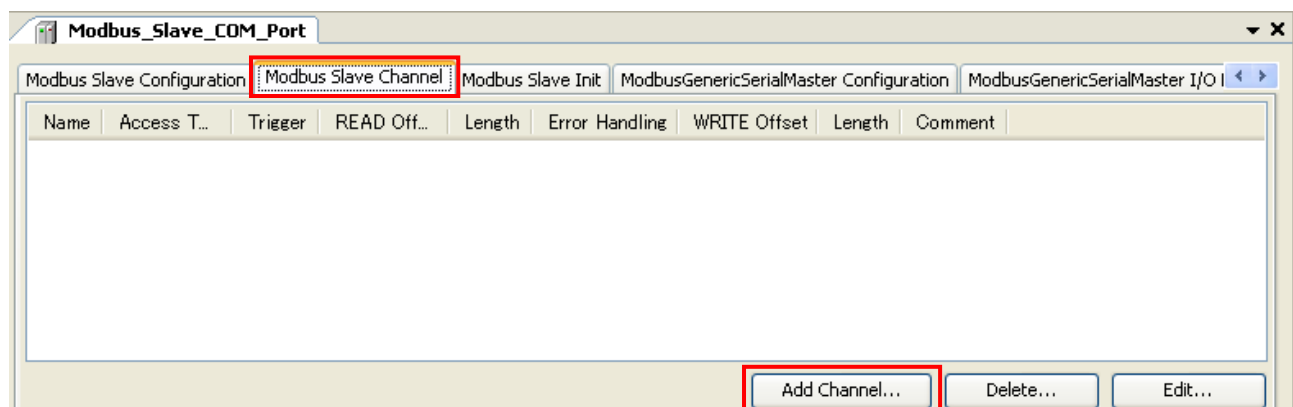 Modbus_Slave_COM_Port
Modbus Slave Configuration Modbus Slave Channel Modbus Slave Init ModbusGenericSerialMaster Configuration ModbusGenericSerialMaster I/O
Name Access T... Trigger READ Off... Length Error Handling WRITE Offset Length Comment
Add Channel... Delete... Edit...